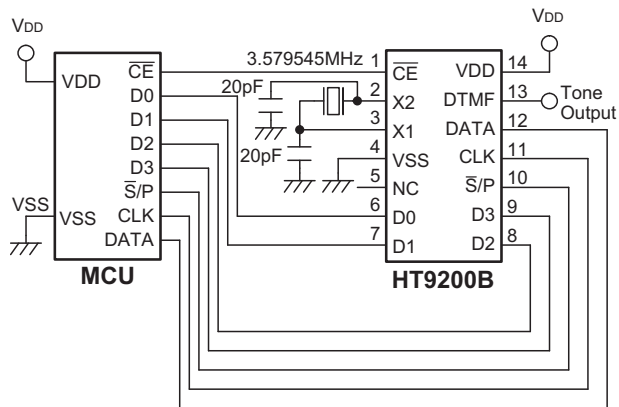 VDD
VDD
VDD
C̅E̅
D0
D1
D2
D3
S̅/P
CLK
DATA
VSS
VSS
MCU
3.579545MHz
20pF
20pF
1
2
3
4
5
6
7
C̅E̅
X2
X1
VSS
NC
D0
D1
VDD
DTMF
DATA
CLK
S̅/P
D3
D2
14
13
12
11
10
9
8
HT9200B
VDD
Tone
Output